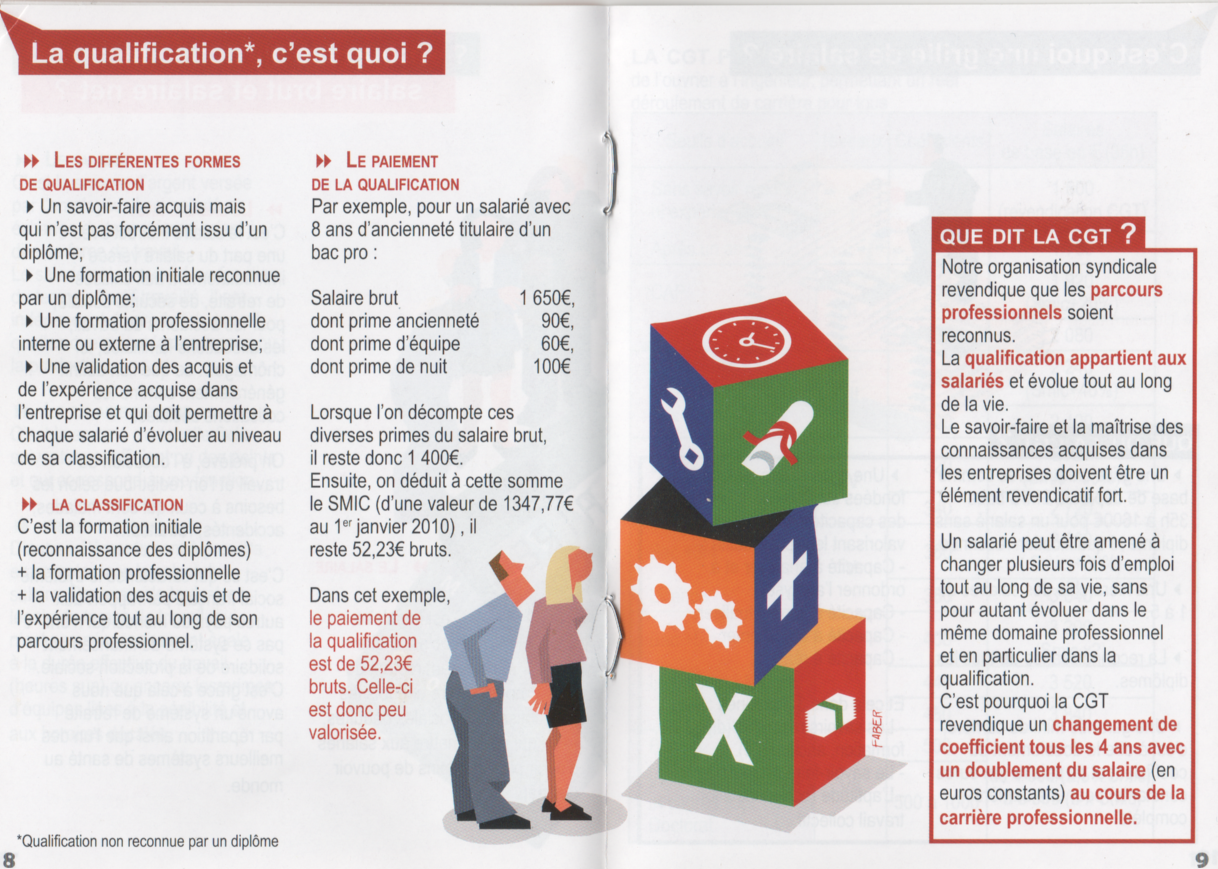 La qualification*, c'est quoi ?
LES DIFFÉRENTES FORMES
DE QUALIFICATION
Un savoir-faire acquis mais
qui n'est pas forcément issu d'un
diplôme;
Une formation initiale reconnue
par un diplôme;
Une formation professionnelle
interne ou externe à l'entreprise;
Une validation des acquis et
de l'expérience acquise dans
l'entreprise et qui doit permettre à
chaque salarié d'évoluer au niveau
de sa classification.
LA CLASSIFICATION
C'est la formation initiale
(reconnaissance des diplômes)
+ la formation professionnelle
+ la validation des acquis et de
l'expérience tout au long de son
parcours professionnel.
*Qualification non reconnue par un diplôme
8
LE PAIEMENT
DE LA QUALIFICATION
Par exemple, pour un salarié avec
8 ans d'ancienneté titulaire d'un
bac pro :
Salaire brut 1 650€,
dont prime ancienneté 90€,
dont prime d'équipe 60€,
dont prime de nuit 100€
Lorsque l'on décompte ces
diverses primes du salaire brut,
il reste donc 1 400€.
Ensuite, on déduit à cette somme
le SMIC (d'une valeur de 1347,77€
au 1er janvier 2010) , il
reste 52,23€ bruts.
Dans cet exemple,
le paiement de
la qualification
est de 52,23€
bruts. Celle-ci
est donc peu
valorisée.
X
FABER
QUE DIT LA CGT ?
Notre organisation syndicale
revendique que les parcours
professionnels soient
reconnus.
La qualification appartient aux
salariés et évolue tout au long
de la vie.
Le savoir-faire et la maîtrise des
connaissances acquises dans
les entreprises doivent être un
élément revendicatif fort.
Un salarié peut être amené à
changer plusieurs fois d'emploi
tout au long de sa vie, sans
pour autant évoluer dans le
même domaine professionnel
et en particulier dans la
qualification.
C'est pourquoi la CGT
revendique un changement de
coefficient tous les 4 ans avec
un doublement du salaire (en
euros constants) au cours de la
carrière professionnelle.
9